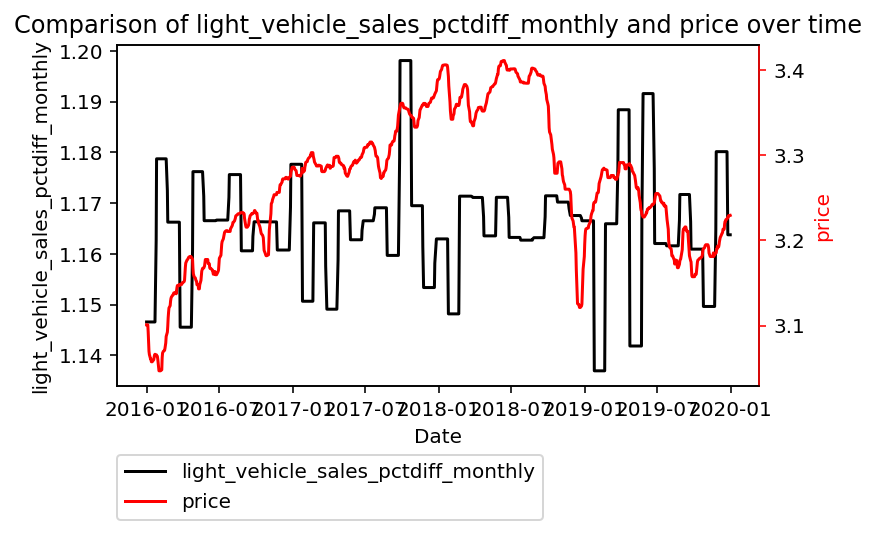 Comparison of light_vehicle_sales_pctdiff_monthly and price over time
light_vehicle_sales_pctdiff_monthly
1.20
1.19
1.18
1.17
1.16
1.15
1.14
3.4
3.3
3.2
3.1
price
2016-01 2016-07 2017-01 2017-07 2018-01 2018-07 2019-01 2019-07 2020-01
Date
light_vehicle_sales_pctdiff_monthly
price